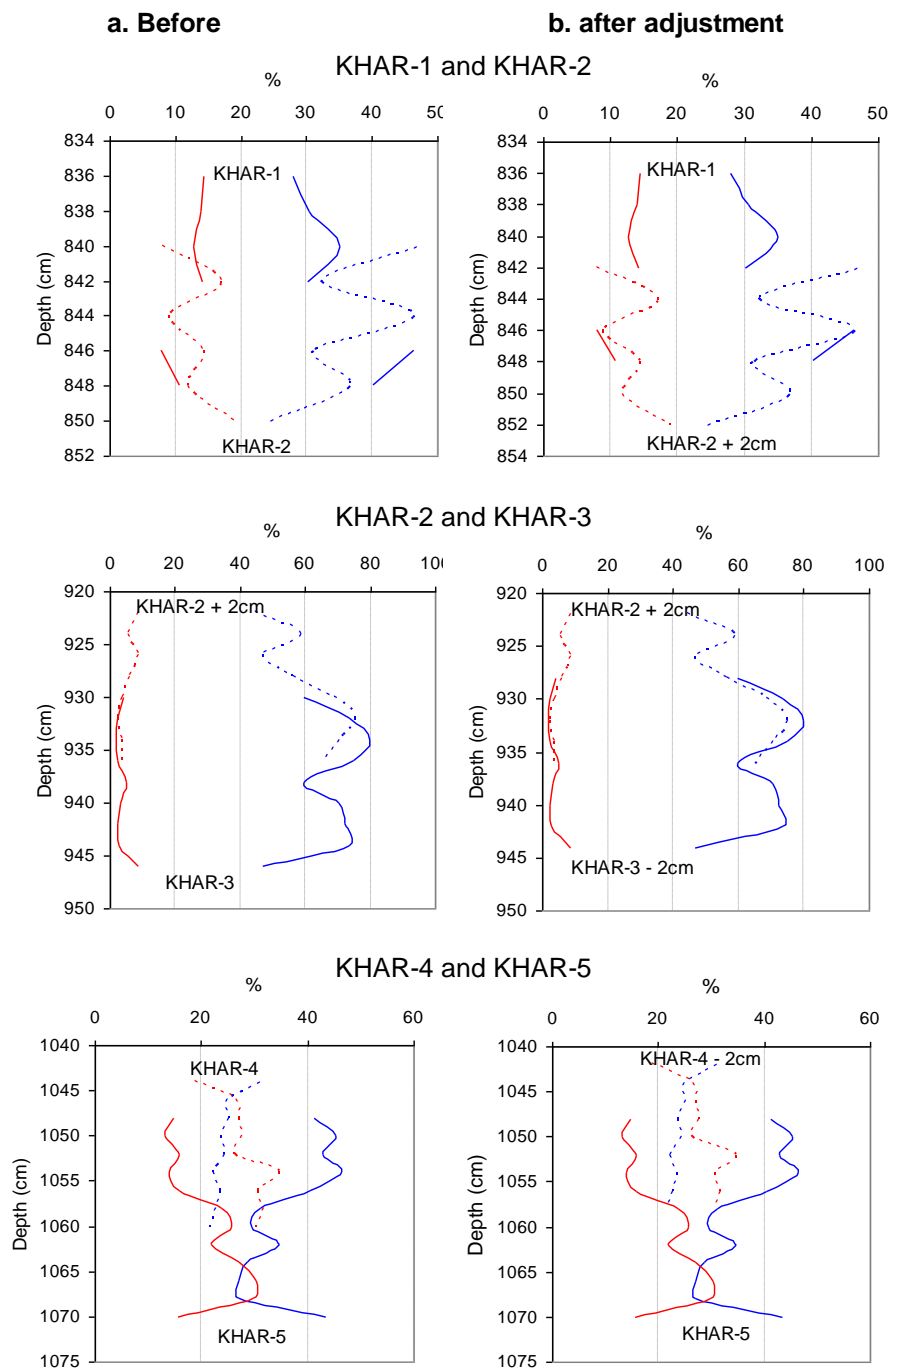 a. Before b. after adjustment
KHAR-1 and KHAR-2
% %
0 10 20 30 40 50 0 10 20 30 40 50
834 834
836 KHAR-1 836 KHAR-1
838 838
840 840
842 842
844 844
846 846
848 848
850 850
852 KHAR-2 852 KHAR-2 + 2cm
854
Depth (cm) Depth (cm)
KHAR-2 and KHAR-3
% %
0 20 40 60 80 100 0 20 40 60 80 100
920 KHAR-2 + 2cm 920 KHAR-2 + 2cm
925 925
930 930
935 935
940 940
945 945
KHAR-3 KHAR-3 - 2cm
950 950
Depth (cm) Depth (cm)
KHAR-4 and KHAR-5
% %
0 20 40 60 0 20 40 60
1040 1040
KHAR-4 KHAR-4 - 2cm
1045 1045
1050 1050
1055 1055
1060 1060
1065 1065
1070 1070
KHAR-5 KHAR-5
1075 1075
Depth (cm) Depth (cm)